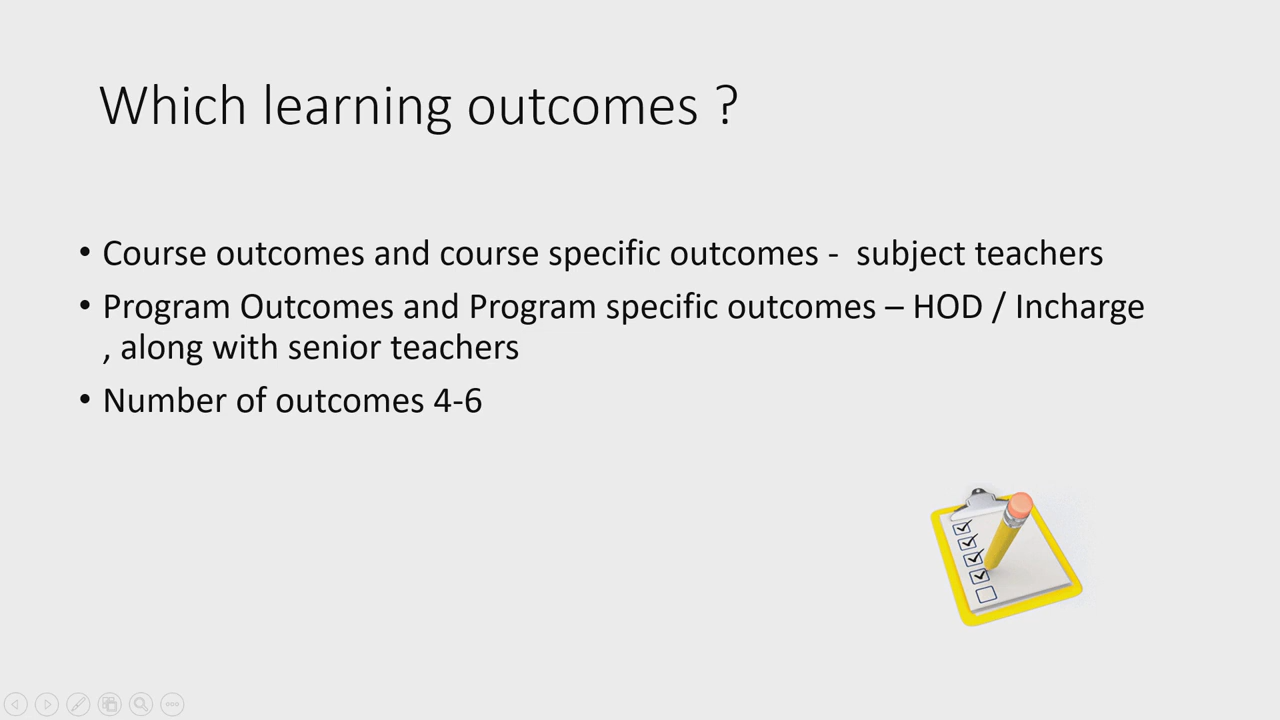 Which learning outcomes ?
• Course outcomes and course specific outcomes -  subject teachers
• Program Outcomes and Program specific outcomes – HOD / Incharge
, along with senior teachers
• Number of outcomes 4-6